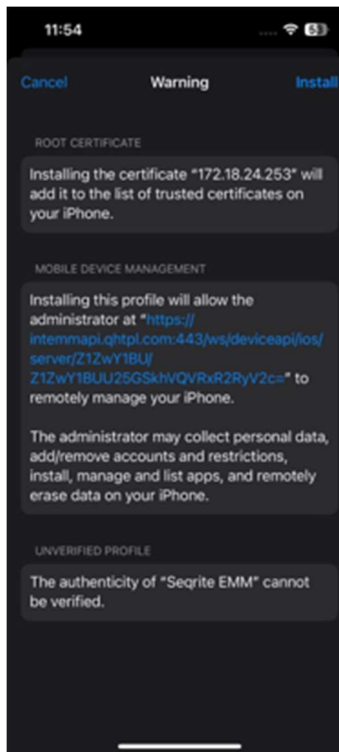 11:54
53
Cancel
Warning
Install
ROOT CERTIFICATE
Installing the certificate "172.18.24.253" will
add it to the list of trusted certificates on
your iPhone.
MOBILE DEVICE MANAGEMENT
Installing this profile will allow the
administrator at "https://
intemmapi.qhtpl.com:443/ws/deviceapi/ios/
server/Z1ZwY1BU/
Z1ZwY1BUU25GSkhVQVRxR2RyV2c=" to
remotely manage your iPhone.
The administrator may collect personal data,
add/remove accounts and restrictions,
install, manage and list apps, and remotely
erase data on your iPhone.
UNVERIFIED PROFILE
The authenticity of "Seqrite EMM" cannot
be verified.